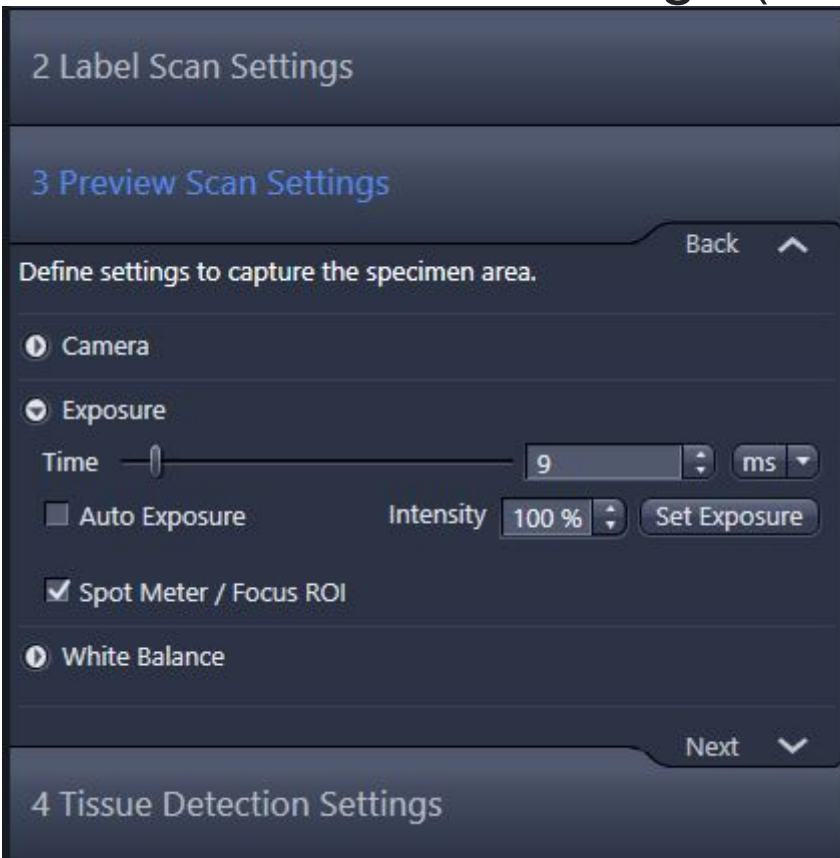 2 Label Scan Settings
3 Preview Scan Settings
Back
Define settings to capture the specimen area.
Camera
Exposure
Time 9 ms
Auto Exposure Intensity 100 % Set Exposure
Spot Meter / Focus ROI
White Balance
Next
4 Tissue Detection Settings